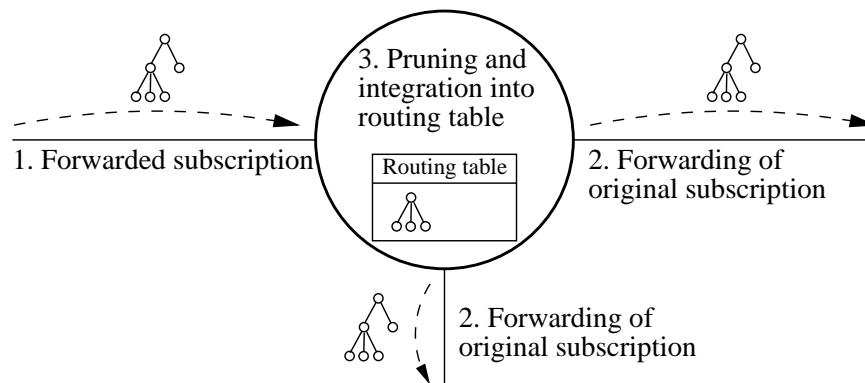 3. Pruning and
integration into
routing table
1. Forwarded subscription
Routing table
2. Forwarding of
original subscription
2. Forwarding of
original subscription